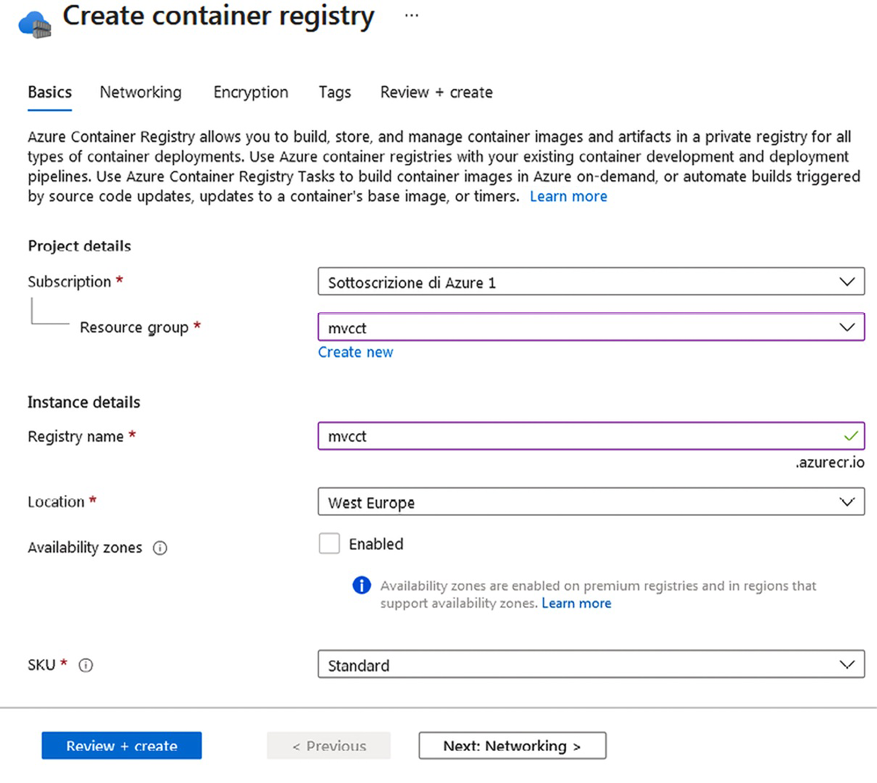 Create container registry ...
Basics Networking Encryption Tags Review + create
Azure Container Registry allows you to build, store, and manage container images and artifacts in a private registry for all
types of container deployments. Use Azure container registries with your existing container development and deployment
pipelines. Use Azure Container Registry Tasks to build container images in Azure on-demand, or automate builds triggered
by source code updates, updates to a container's base image, or timers. Learn more
Project details
Subscription * Sottoscrizione di Azure 1
Resource group * mvcct
Create new
Instance details
Registry name * mvcct
.azurecr.io
Location * West Europe
Availability zones Enabled
Availability zones are enabled on premium registries and in regions that
support availability zones. Learn more
SKU * Standard
Review + create < Previous Next: Networking >